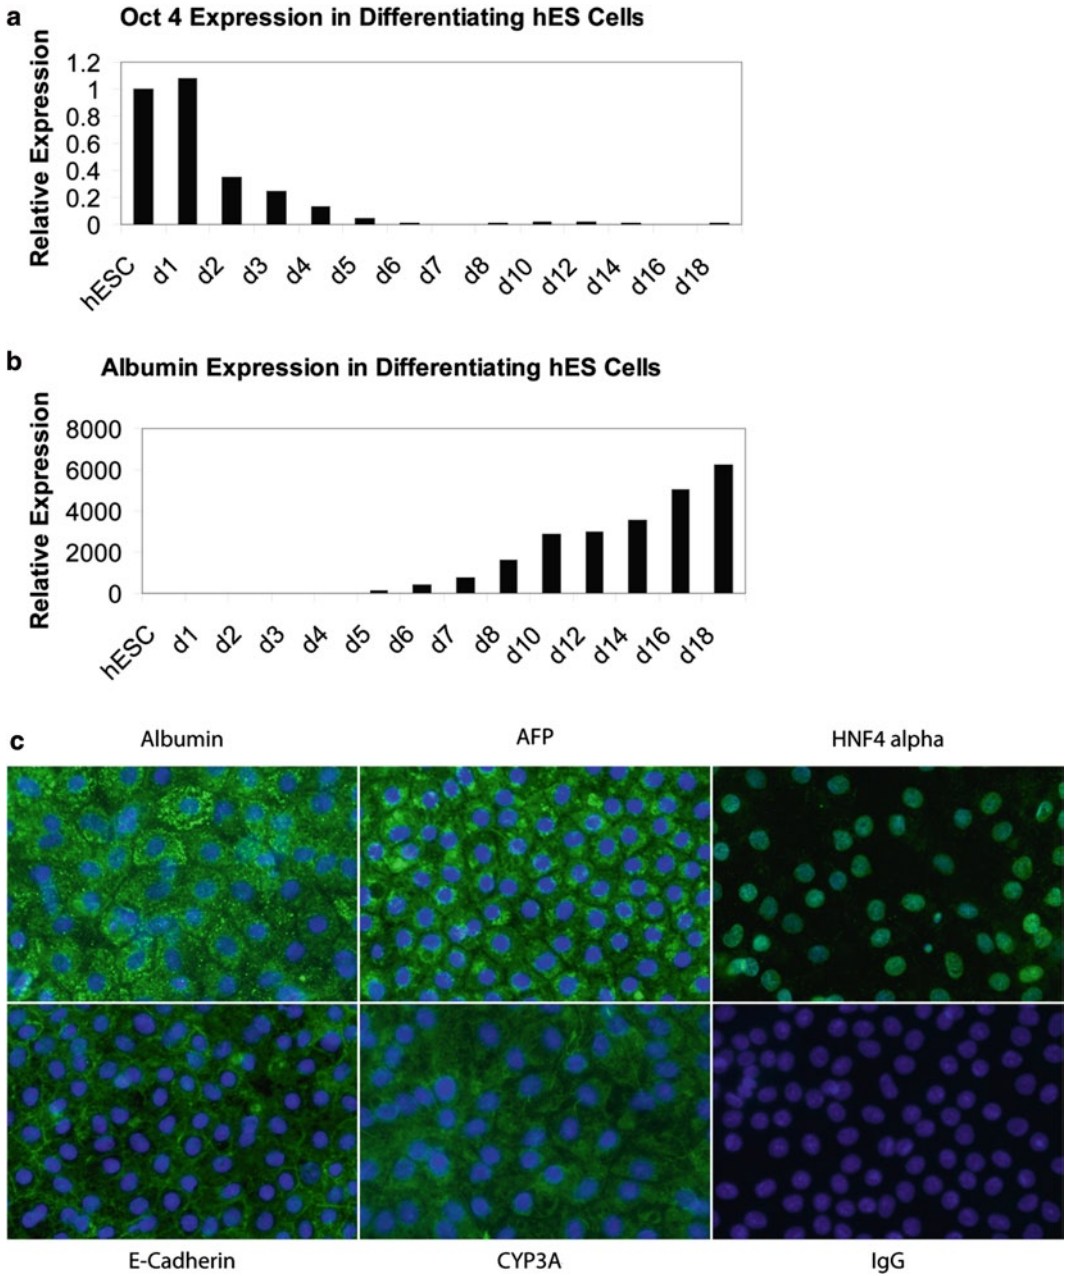 a
Oct 4 Expression in Differentiating hES Cells
Relative Expression
1.2
1
0.8
0.6
0.4
0.2
0
hESC d1 d2 d3 d4 d5 d6 d7 d8 d10 d12 d14 d16 d18
b
Albumin Expression in Differentiating hES Cells
Relative Expression
8000
6000
4000
2000
0
hESC d1 d2 d3 d4 d5 d6 d7 d8 d10 d12 d14 d16 d18
c
Albumin AFP HNF4 alpha
E-Cadherin CYP3A IgG